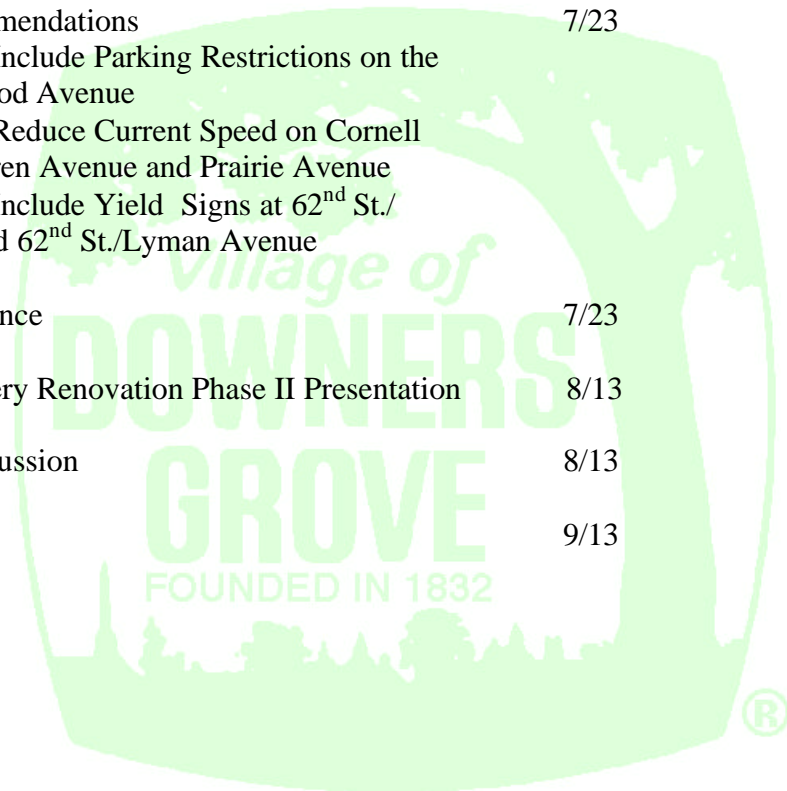 mendations 7/23
Include Parking Restrictions on the
od Avenue
Reduce Current Speed on Cornell
ren Avenue and Prairie Avenue
Include Yield Signs at 62nd St./
d 62nd St./Lyman Avenue
Village of
nce 7/23
DOWNERS
ery Renovation Phase II Presentation 8/13
ussion 8/13
GROVE
9/13
FOUNDED IN 1832
®